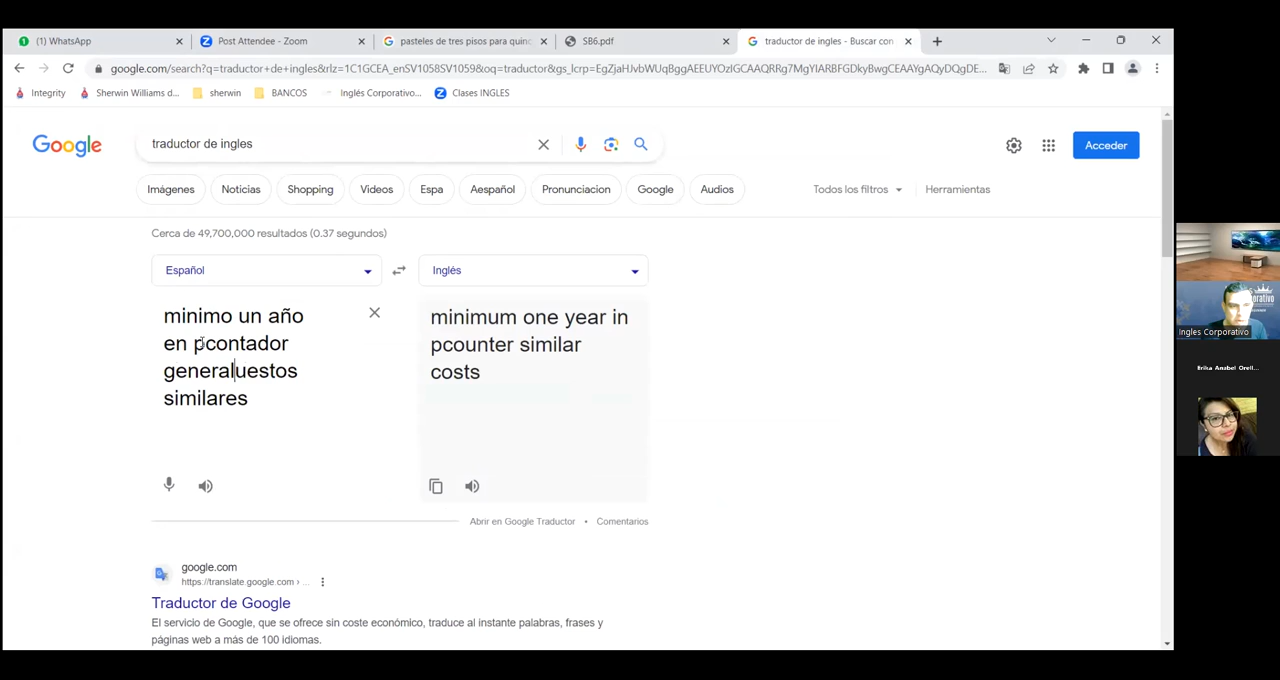 (1) WhatsApp
Post Attendee - Zoom
pasteles de tres pisos para quinc
SB6.pdf
traductor de ingles - Buscar con
google.com/search?q=traductor+de+ingles&rlz=1C1GCEA_enSV1058SV1059&oq=traductor&gs_lcrp=EgZjaHJvbWUqBggAEEUYOzIGCAAQRRg7MgYIARBFGDkyBwgCEAAYgAQyDQgDE...
Integrity
Sherwin Williams d...
sherwin
BANCOS
Inglés Corporativo...
Clases INGLES
Google
traductor de ingles
Acceder
Imágenes
Noticias
Shopping
Videos
Espa
Aespañol
Pronunciacion
Google
Audios
Todos los filtros
Herramientas
Cerca de 49,700,000 resultados (0.37 segundos)
Español
Inglés
minimo un año
en pcontador
generaluestos
similares
minimum one year in
pcounter similar
costs
Abrir en Google Traductor • Comentarios
google.com
https://translate.google.com › ...
Traductor de Google
El servicio de Google, que se ofrece sin coste económico, traduce al instante palabras, frases y
páginas web a más de 100 idiomas.
Ingles Corporativo
Erika Anabel Orell...